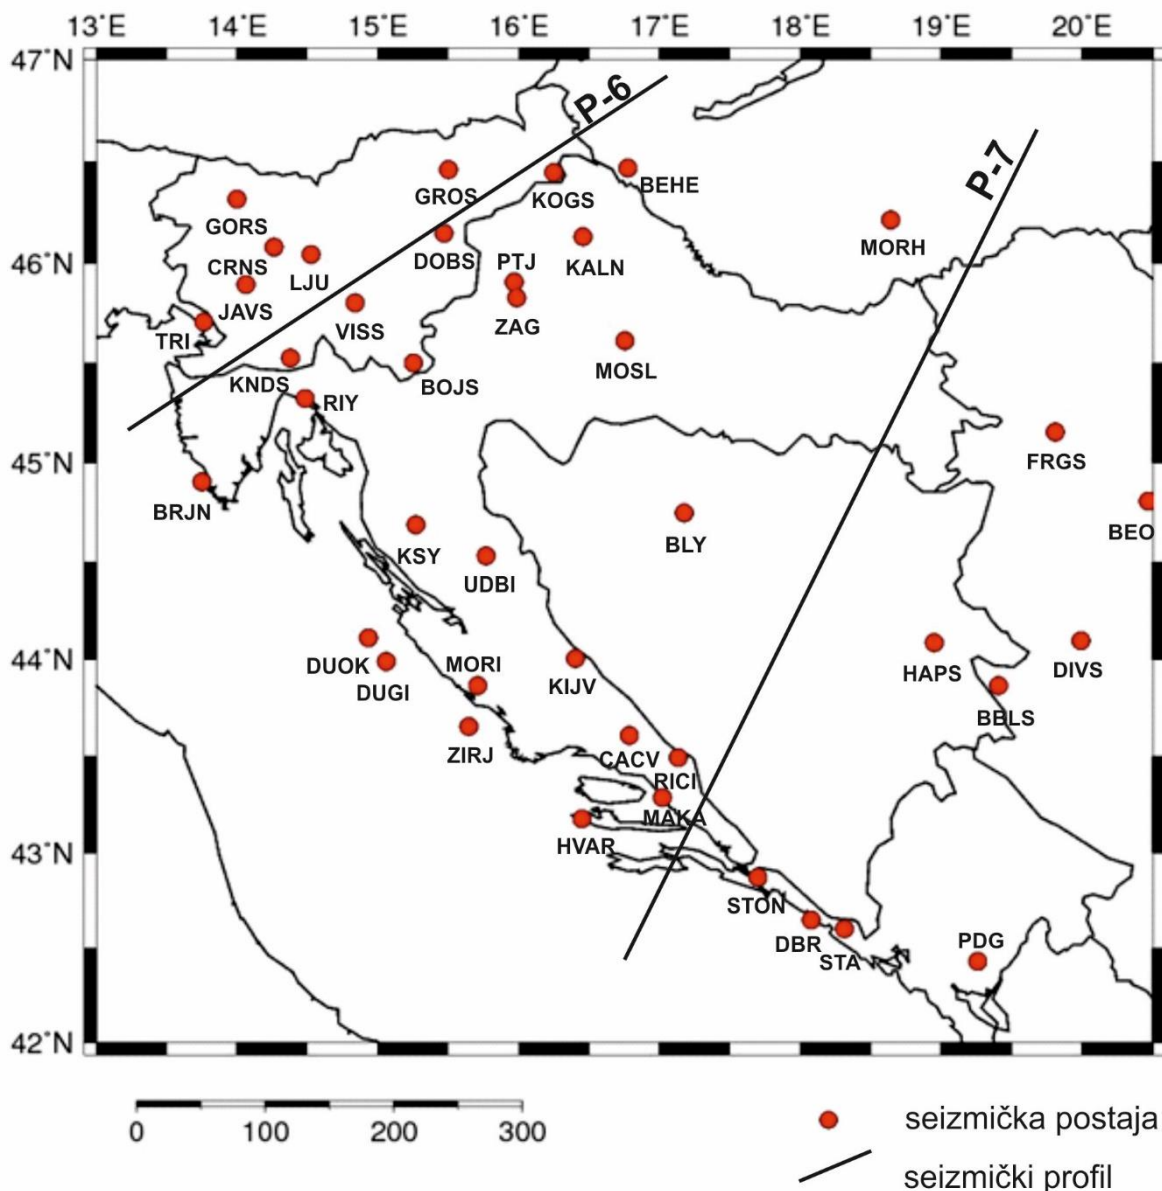 13°E 14°E 15°E 16°E 17°E 18°E 19°E 20°E
47°N
P-6
P-7
GROS
KOGS
BEHE
GORS
MORH
46°N
CRNS
LJU
DOBS
PTJ
KALN
JAVS
TRI
VISS
ZAG
MOSL
KNDS
BOJS
RIY
45°N
FRGS
BRJN
BEO
KSY
BLY
UDBI
44°N
DUOK
MORI
KIJV
HAPS
DIVS
DUGI
BBLS
ZIRJ
CACV
RICI
MAKA
HVAR
43°N
STON
DBR
STA
PDG
42°N
0 100 200 300
seizmička postaja
seizmički profil